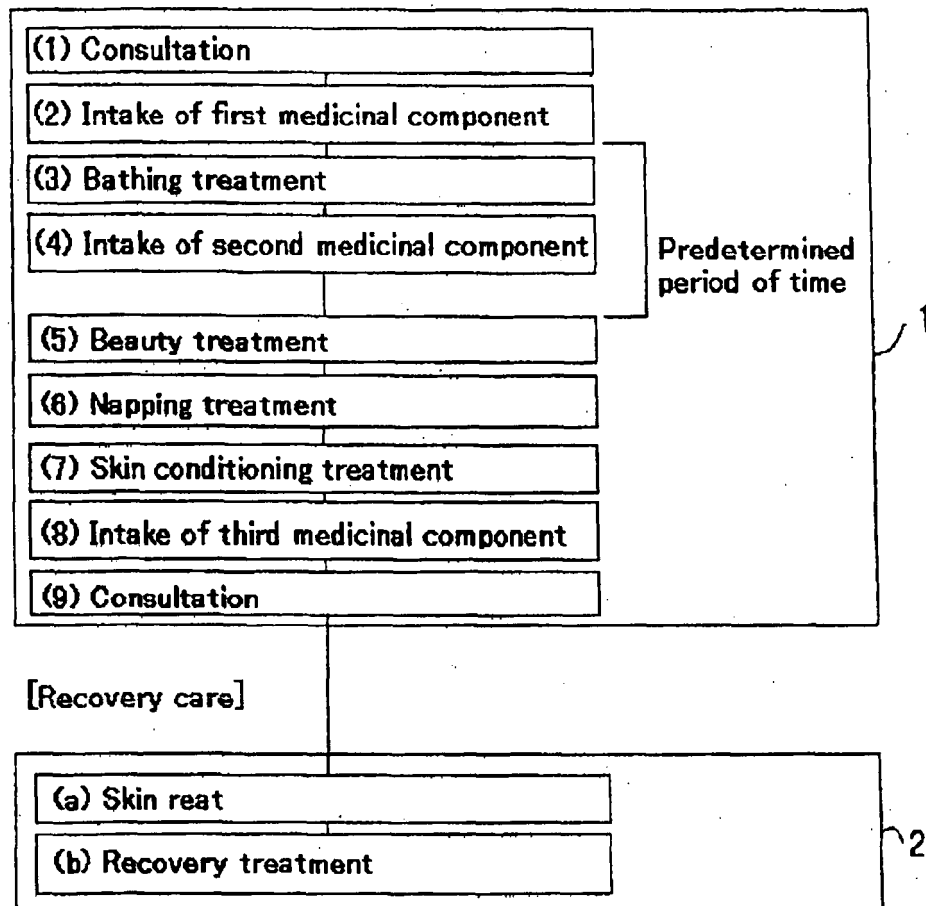 (1) Consultation
(2) Intake of first medicinal component
(3) Bathing treatment
(4) Intake of second medicinal component
Predetermined
period of time
1
(5) Beauty treatment
(6) Napping treatment
(7) Skin conditioning treatment
(8) Intake of third medicinal component
(9) Consultation
[Recovery care]
(a) Skin reat
(b) Recovery treatment
2